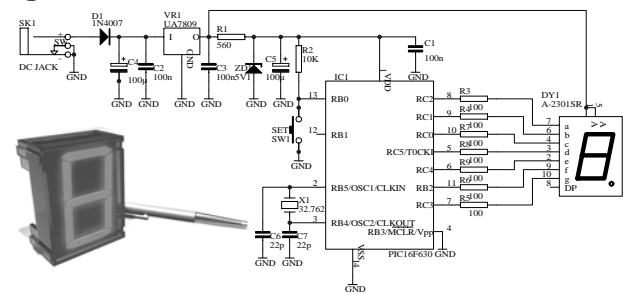 SK1
DC JACK
+
SW
-
GND
D1
1N4007
C4
100µ
GND
C2
100n
GND
VR1
UA7809
I
O
GND
GND
C3
100n
GND
R1
560
ZD
5V1
GND
C5
100µ
GND
R2
10K
C1
100n
GND
SET
SW1
GND
IC1
1
VDD
13
RB0
12
RB1
2
RB5/OSC1/CLKIN
3
RB4/OSC2/CLKOUT
RC2
8
RC1
9
RC0
10
RC5/T0CKI
5
RC4
6
RB2
11
RC3
7
RB3/MCLR/Vpp
4
GND
VSS
14
GND
PIC16F630
R3
100
R4
100
R7
100
R8
100
R9
100
R6
100
R5
100
X1
32.762
C6
22p
GND
C7
22p
GND
DY1
A-2301SR
1
5
A
A
7
a
6
b
4
c
3
d
2
e
9
f
10
g
8
DP